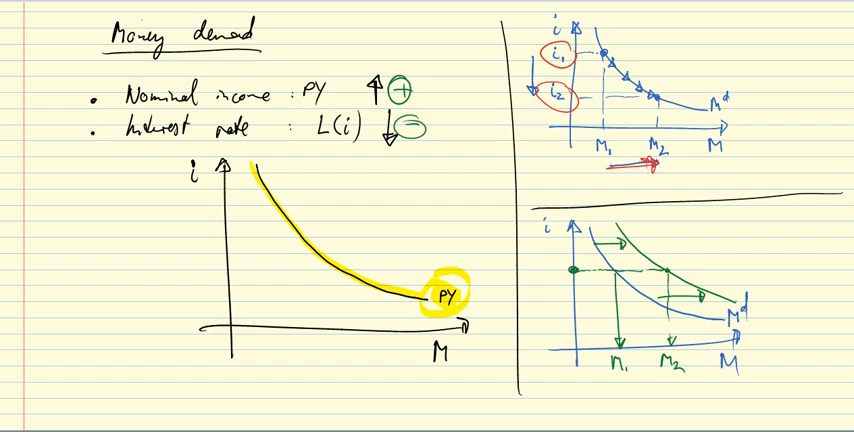 Money demand
• Nominal income : PY ↑ +
• Interest rate : L(i) ↓ −
i
PY
M
i
i₁
i₂
Mᵈ
M₁ M₂ M
i
Mᵈ
M₁ M₂ M